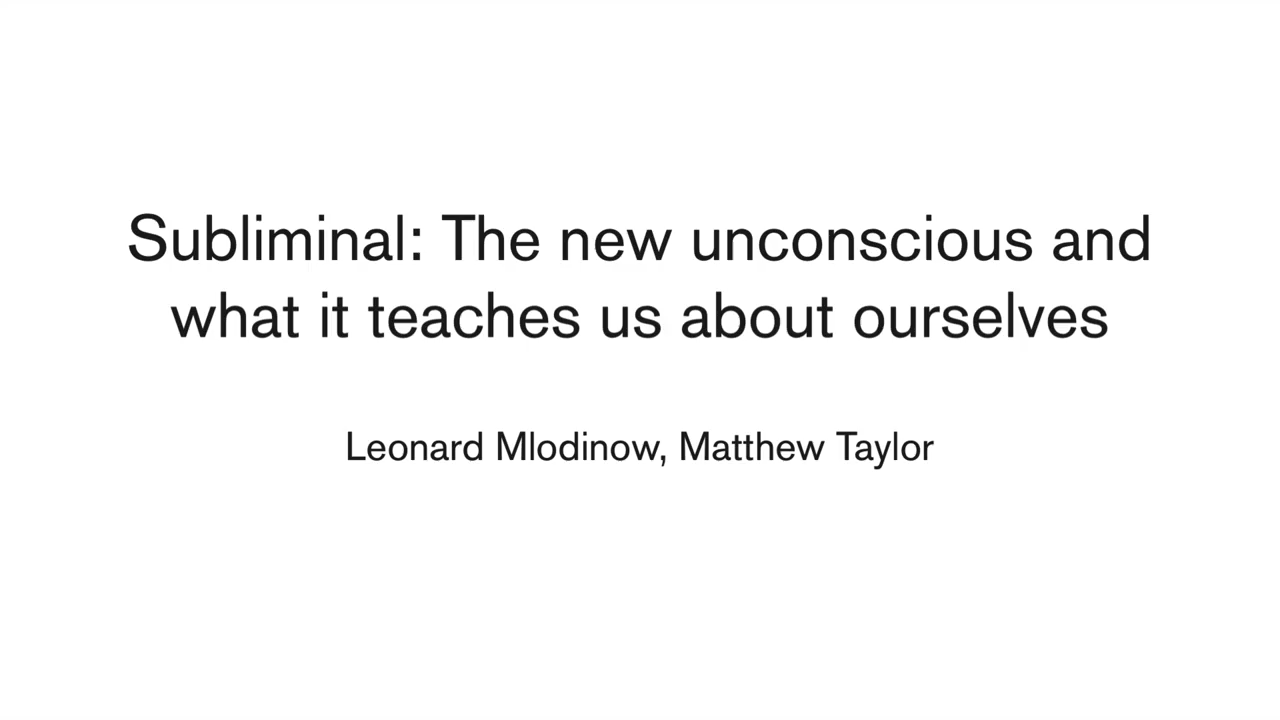 Subliminal: The new unconscious and
what it teaches us about ourselves
Leonard Mlodinow, Matthew Taylor